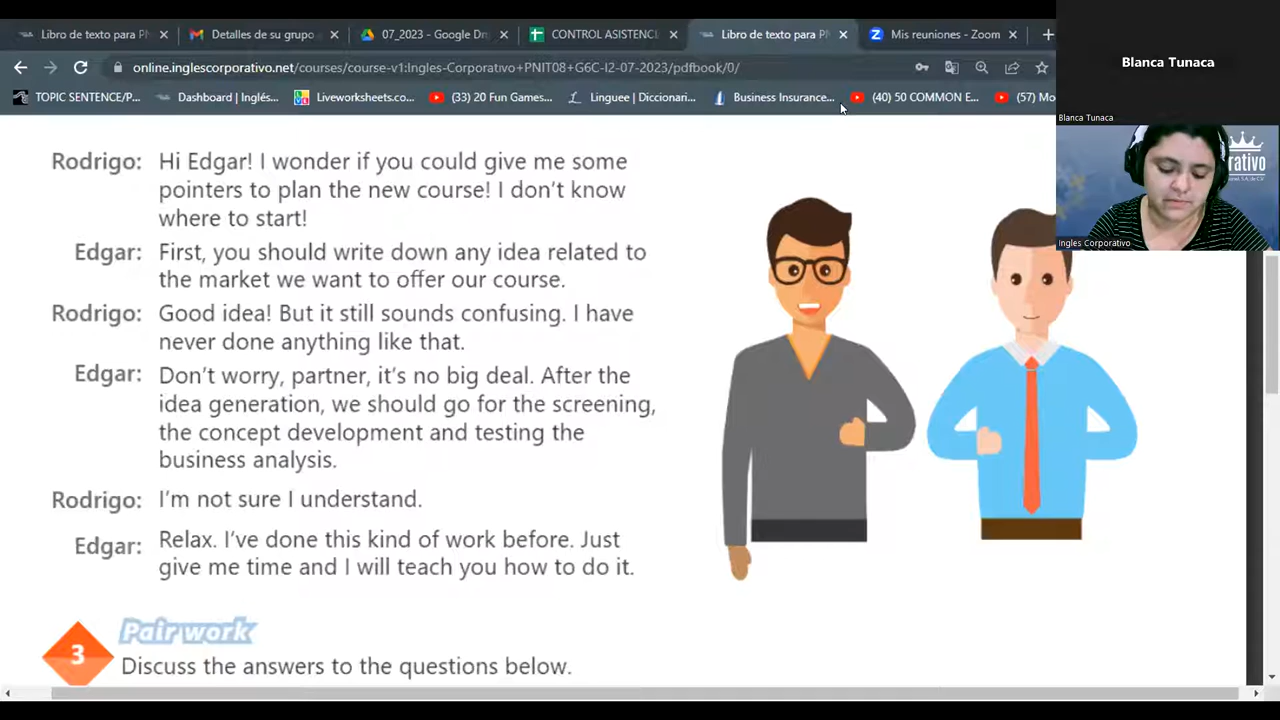 Libro de texto para PN
Detalles de su grupo
07_2023 - Google Dr
CONTROL ASISTENCI
Libro de texto para PN
Mis reuniones - Zoom
online.inglescorporativo.net/courses/course-v1:Ingles-Corporativo+PNIT08+G6C-I2-07-2023/pdfbook/0/
TOPIC SENTENCE/P...
Dashboard | Inglés...
Liveworksheets.co...
(33) 20 Fun Games...
Linguee | Diccionari...
Business Insurance...
(40) 50 COMMON E...
(57) Mo
Blanca Tunaca
Blanca Tunaca
rativo
Ingles Corporativo
Rodrigo: Hi Edgar! I wonder if you could give me some
pointers to plan the new course! I don't know
where to start!
Edgar: First, you should write down any idea related to
the market we want to offer our course.
Rodrigo: Good idea! But it still sounds confusing. I have
never done anything like that.
Edgar: Don't worry, partner, it's no big deal. After the
idea generation, we should go for the screening,
the concept development and testing the
business analysis.
Rodrigo: I'm not sure I understand.
Edgar: Relax. I've done this kind of work before. Just
give me time and I will teach you how to do it.
Pair work
3
Discuss the answers to the questions below.